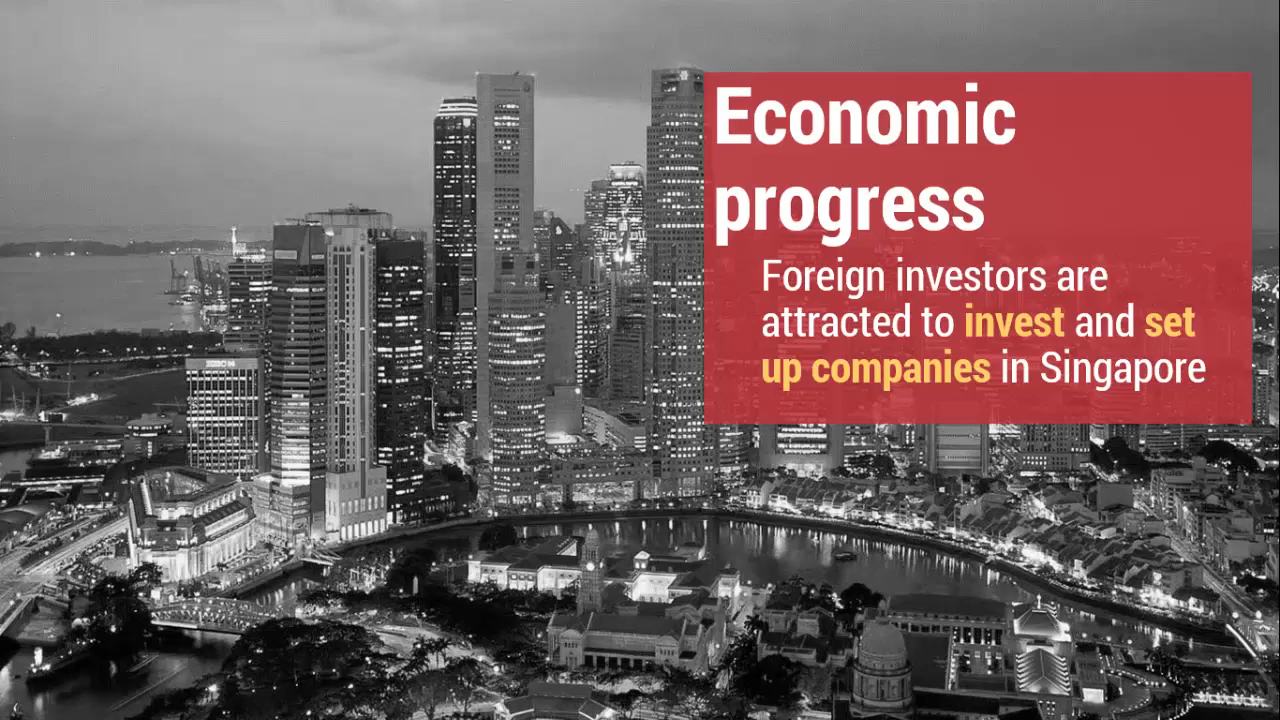 Economic
progress
Foreign investors are
attracted to invest and set
up companies in Singapore